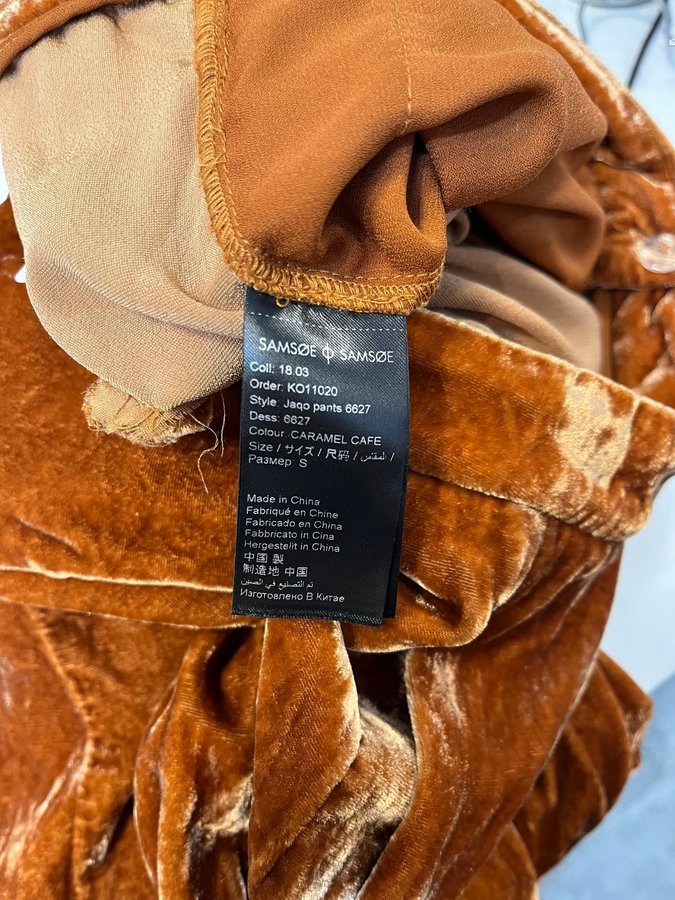 SAMSØE φ SAMSØE
Coll: 18.03
Order: KO11020
Style: Jaqo pants 6627
Dess: 6627
Colour: CARAMEL CAFE
Size / サイズ / 尺码 / المقاس /
Размер: S
Made in China
Fabriqué en Chine
Fabricado en China
Fabbricato in Cina
Hergestellt in China
中国 製
制造地 中国
تم التصنيع في الصين
Изготовлено В Китае